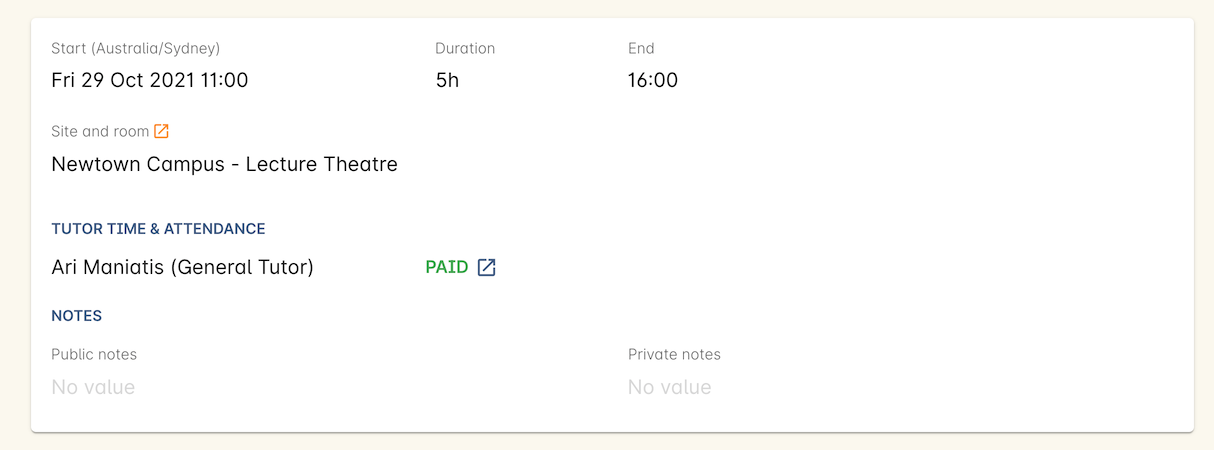 Start (Australia/Sydney) Duration End
Fri 29 Oct 2021 11:00 5h 16:00
Site and room
Newtown Campus - Lecture Theatre
TUTOR TIME & ATTENDANCE
Ari Maniatis (General Tutor) PAID
NOTES
Public notes Private notes
No value No value